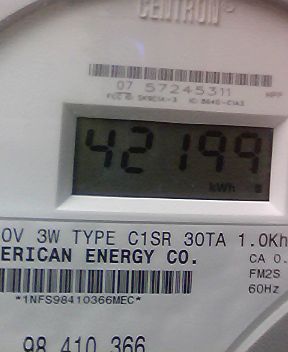 CENTRON
07 57245311
42199
kWh
0V 3W TYPE C1SR 30TA 1.0Kh
ERICAN ENERGY CO.
CA 0.
FM2S
60Hz
*1NFS98410366MEC*
98 410 366